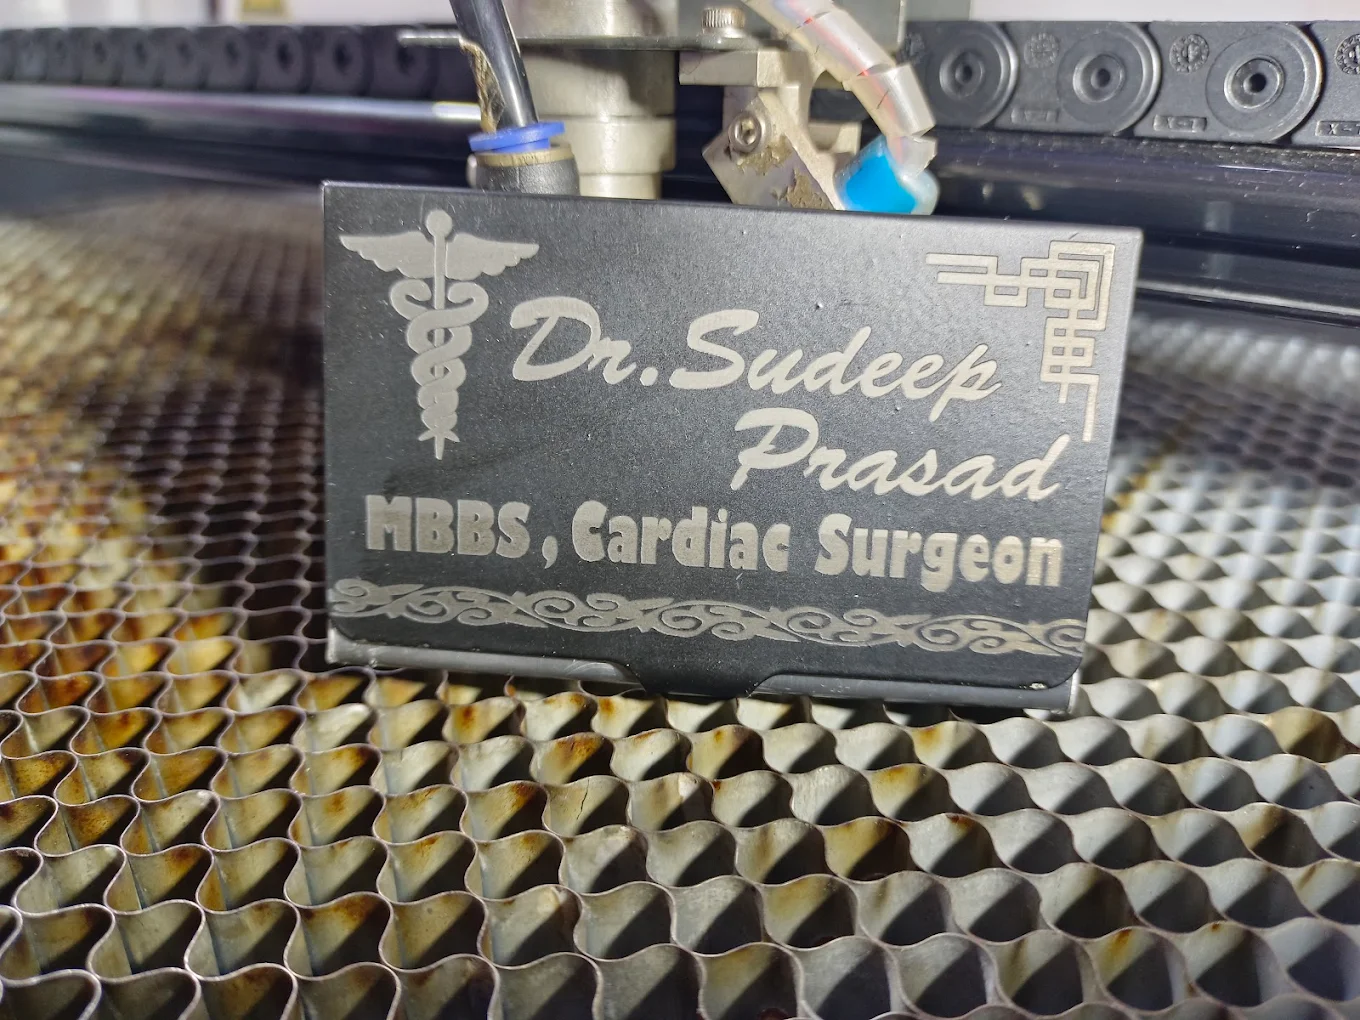 Dr. Sudeep
Prasad
MBBS, Cardiac Surgeon